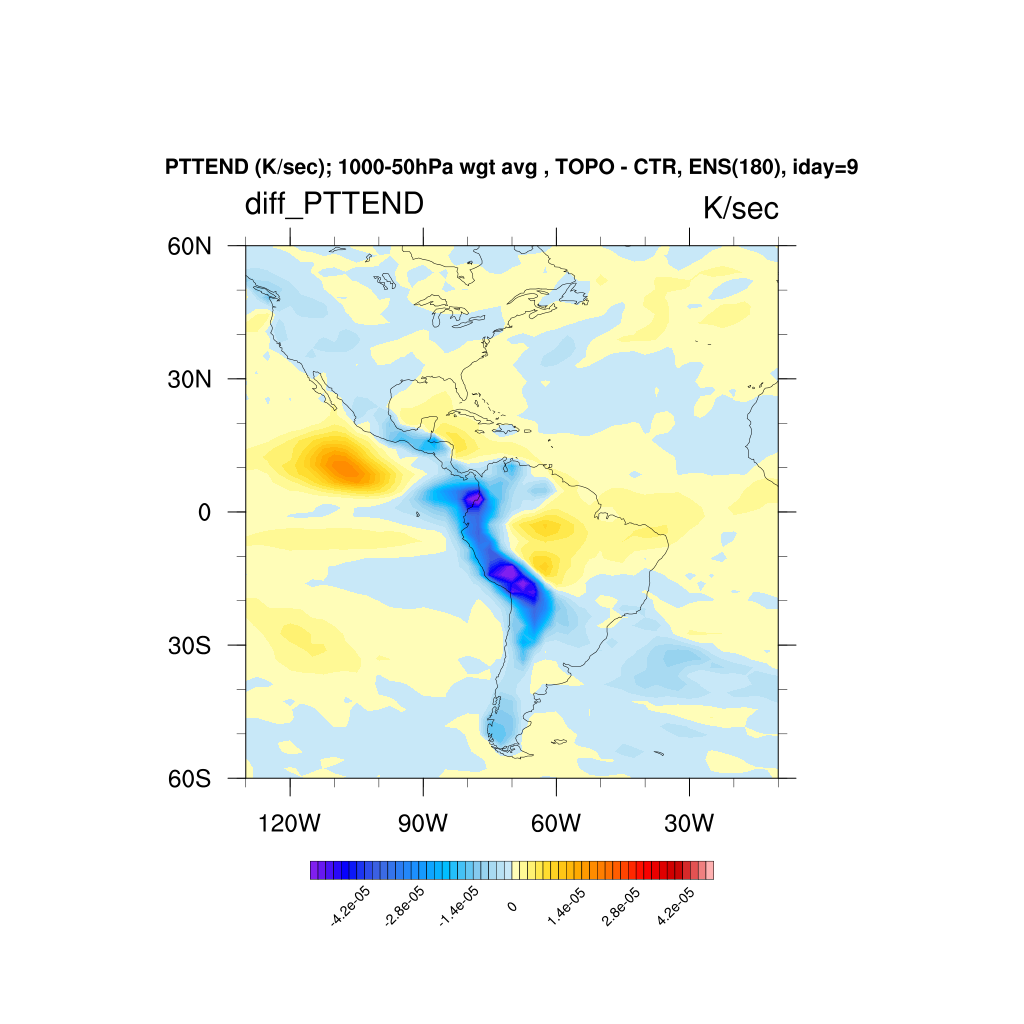 PTTEND (K/sec); 1000-50hPa wgt avg , TOPO - CTR, ENS(180), iday=9
diff_PTTEND K/sec
60N
30N
0
30S
60S
120W 90W 60W 30W
-4.2e-05 -2.8e-05 -1.4e-05 0 1.4e-05 2.8e-05 4.2e-05